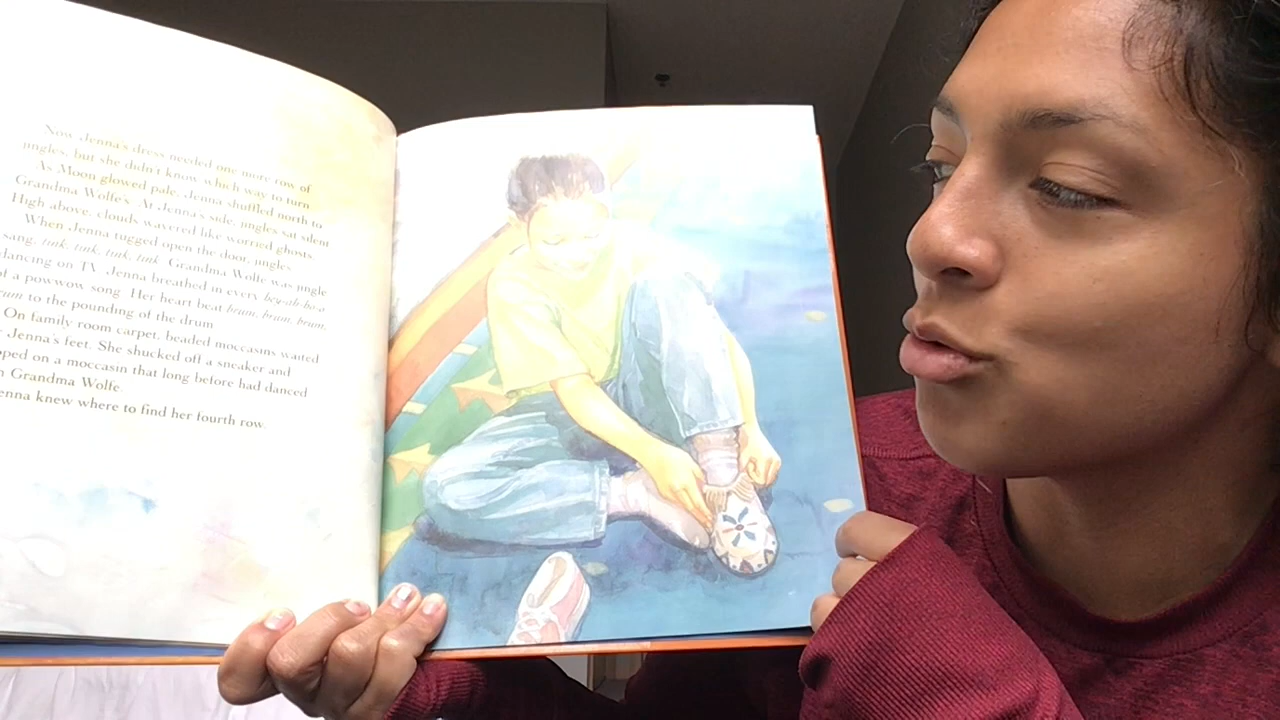 Now Jenna's dress needed one more row of
jingles, but she didn't know which way to turn.
As Moon glowed pale, Jenna shuffled north to
Grandma Wolfe's. At Jenna's side, jingles sat silent
High above, clouds wavered like worried ghosts.
When Jenna tugged open the door, jingles
sang, tink, tink, tink, tink. Grandma Wolfe was jingle
dancing on TV. Jenna breathed in every
of a powwow song. Her heart beat brum, brum, brum,
to the pounding of the drum
On family room carpet, beaded moccasins waited
Jenna's feet. She shucked off a sneaker and
on a moccasin that long before had danced
Grandma Wolfe.
knew where to find her fourth row.